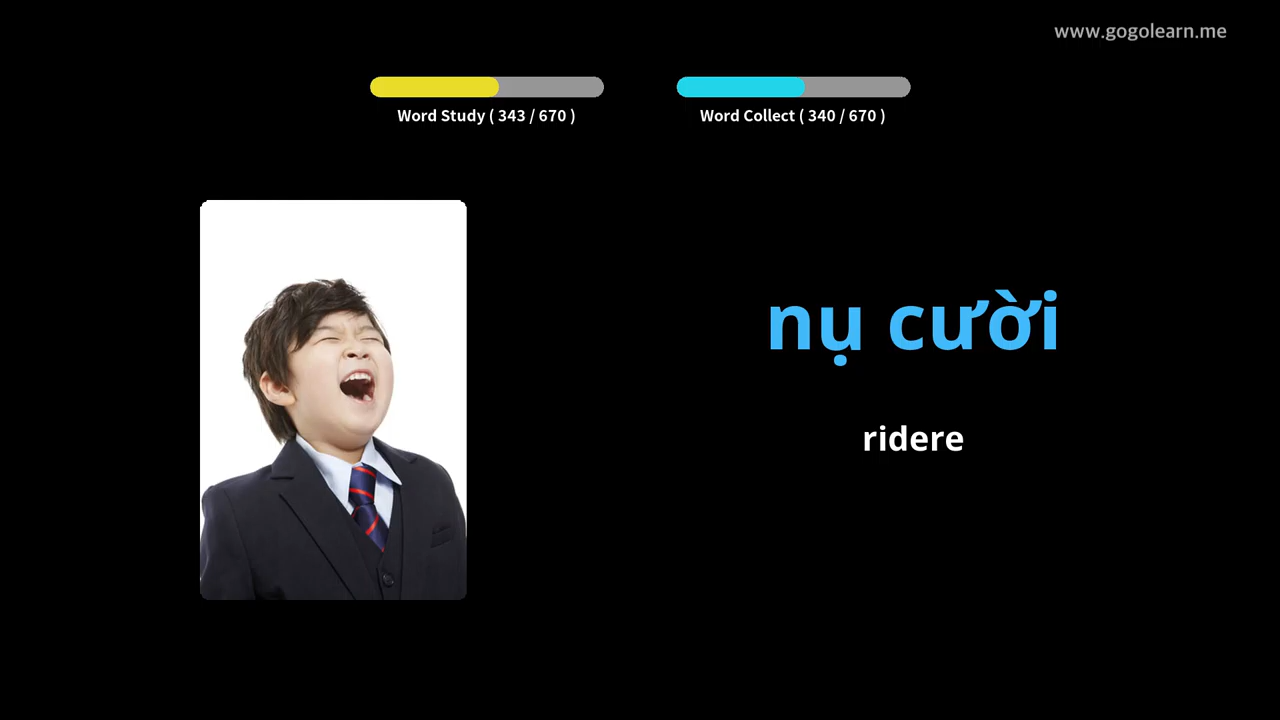 www.gogolearn.me
Word Study ( 343 / 670 )
Word Collect ( 340 / 670 )
nụ cười
ridere